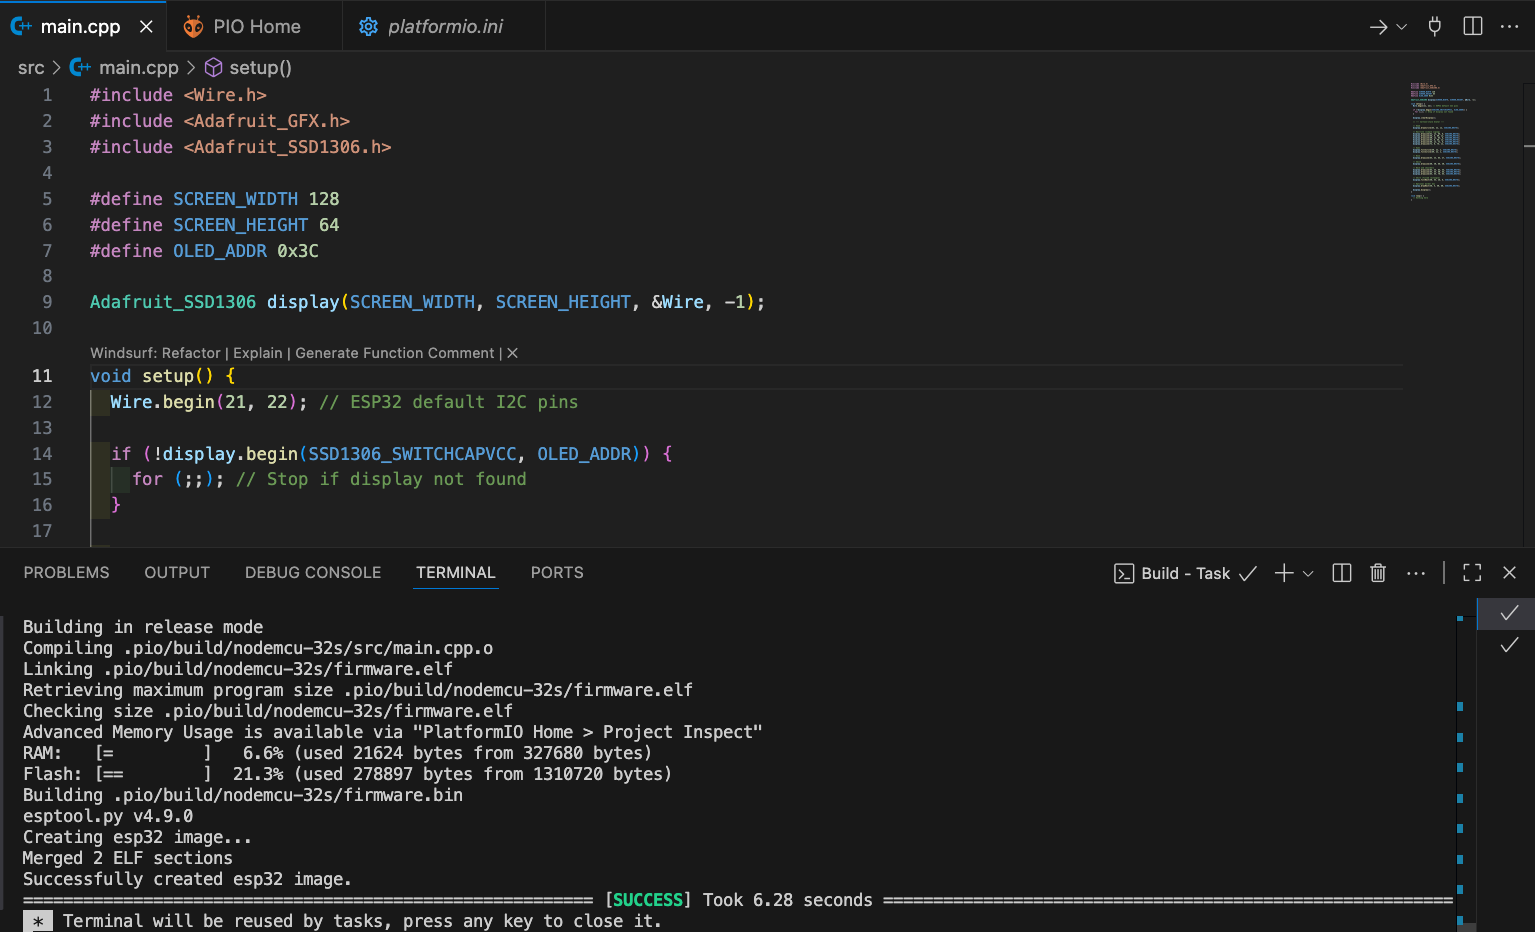 main.cpp
PIO Home
platformio.ini
src > main.cpp > setup()
1 #include <Wire.h>
2 #include <Adafruit_GFX.h>
3 #include <Adafruit_SSD1306.h>
4
5 #define SCREEN_WIDTH 128
6 #define SCREEN_HEIGHT 64
7 #define OLED_ADDR 0x3C
8
9 Adafruit_SSD1306 display(SCREEN_WIDTH, SCREEN_HEIGHT, &Wire, -1);
10
Windsurf: Refactor | Explain | Generate Function Comment | ✕
11 void setup() {
12 Wire.begin(21, 22); // ESP32 default I2C pins
13
14 if (!display.begin(SSD1306_SWITCHCAPVCC, OLED_ADDR)) {
15 for (;;); // Stop if display not found
16 }
17
PROBLEMS OUTPUT DEBUG CONSOLE TERMINAL PORTS
Build - Task
Building in release mode
Compiling .pio/build/nodemcu-32s/src/main.cpp.o
Linking .pio/build/nodemcu-32s/firmware.elf
Retrieving maximum program size .pio/build/nodemcu-32s/firmware.elf
Checking size .pio/build/nodemcu-32s/firmware.elf
Advanced Memory Usage is available via "PlatformIO Home > Project Inspect"
RAM: [= ] 6.6% (used 21624 bytes from 327680 bytes)
Flash: [== ] 21.3% (used 278897 bytes from 1310720 bytes)
Building .pio/build/nodemcu-32s/firmware.bin
esptool.py v4.9.0
Creating esp32 image...
Merged 2 ELF sections
Successfully created esp32 image.
========================================================= [SUCCESS] Took 6.28 seconds =========================================================
* Terminal will be reused by tasks, press any key to close it.